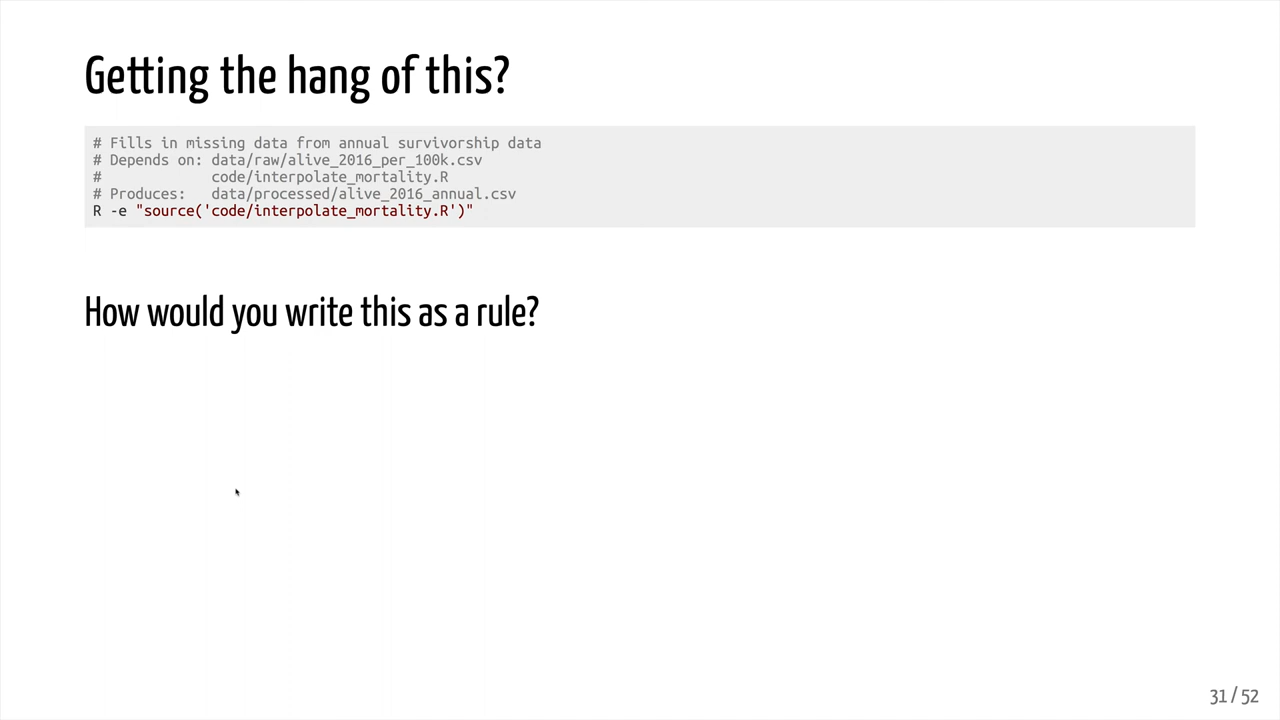 Getting the hang of this?
# Fills in missing data from annual survivorship data
# Depends on: data/raw/alive_2016_per_100k.csv
#             code/interpolate_mortality.R
# Produces:   data/processed/alive_2016_annual.csv
R -e "source('code/interpolate_mortality.R')"
How would you write this as a rule?
31 / 52